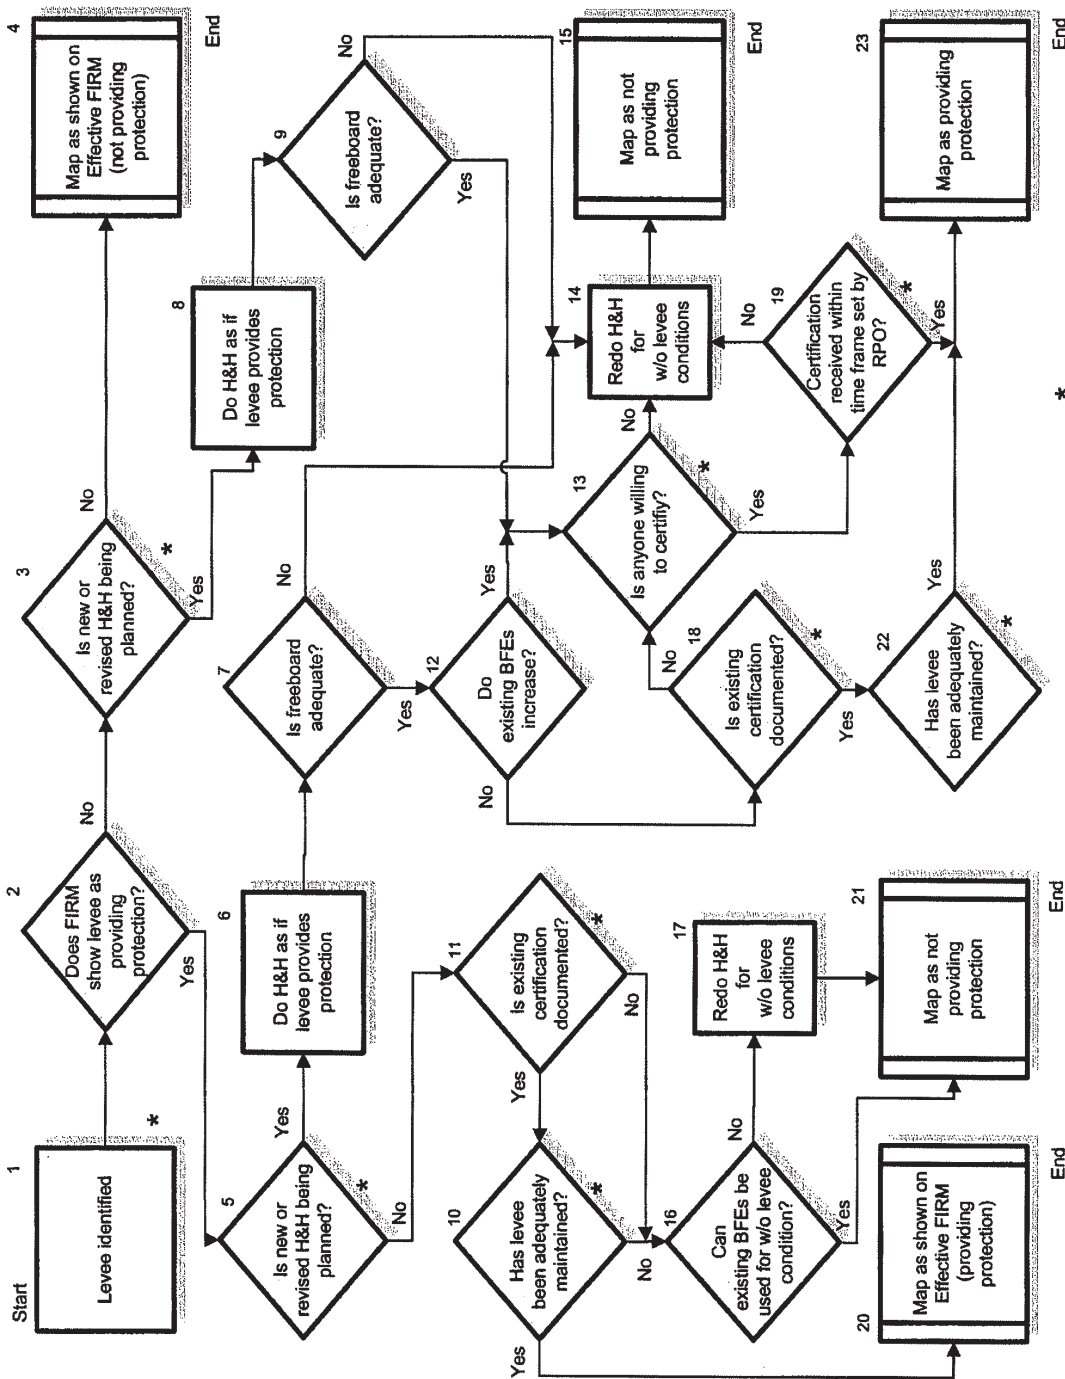 Start
1
Levee identified
*
2
Does FIRM
show levee as
providing
protection?
No
Yes
3
Is new or
revised H&H being
planned?
*
No
Yes
4
Map as shown on
Effective FIRM
(not providing
protection)
End
5
Is new or
revised H&H being
planned?
*
Yes
No
6
Do H&H as if
levee provides
protection
7
Is freeboard
adequate?
No
Yes
8
Do H&H as if
levee provides
protection
9
Is freeboard
adequate?
No
Yes
10
Has levee
been adequately
maintained?
*
Yes
No
11
Is existing
certification
documented?
*
Yes
No
12
Do
existing BFEs
increase?
Yes
No
13
Is anyone willing
to certifiy?
*
No
Yes
14
Redo H&H
for
w/o levee
conditions
15
Map as not
providing
protection
End
16
Can
existing BFEs be
used for w/o levee
condition?
No
Yes
17
Redo H&H
for
w/o levee
conditions
18
Is existing
certification
documented?
*
No
Yes
19
Certification
received within
time frame set by
RPO?
*
No
Yes
20
Map as shown on
Effective FIRM
(providing
protection)
End
21
Map as not
providing
protection
End
22
Has levee
been adequately
maintained?
*
Yes
23
Map as providing
protection
End
*